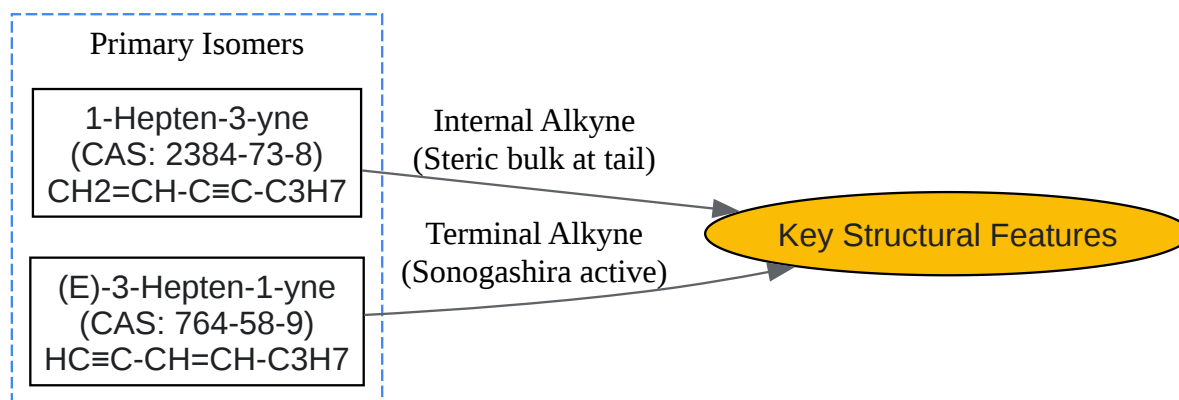 Primary Isomers
1-Hepten-3-yne
(CAS: 2384-73-8)
CH2=CH-C≡C-C3H7
Internal Alkyne
(Steric bulk at tail)
Terminal Alkyne
(Sonogashira active)
Key Structural Features
(E)-3-Hepten-1-yne
(CAS: 764-58-9)
HC≡C-CH=CH-C3H7